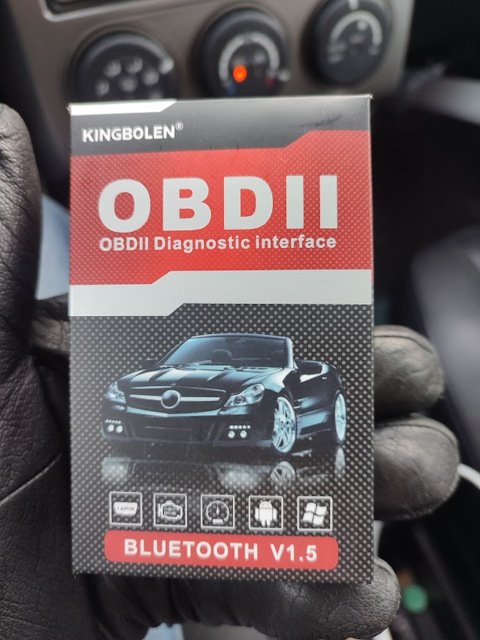 KINGBOLEN®
OBDII
OBDII Diagnostic interface
BLUETOOTH V1.5